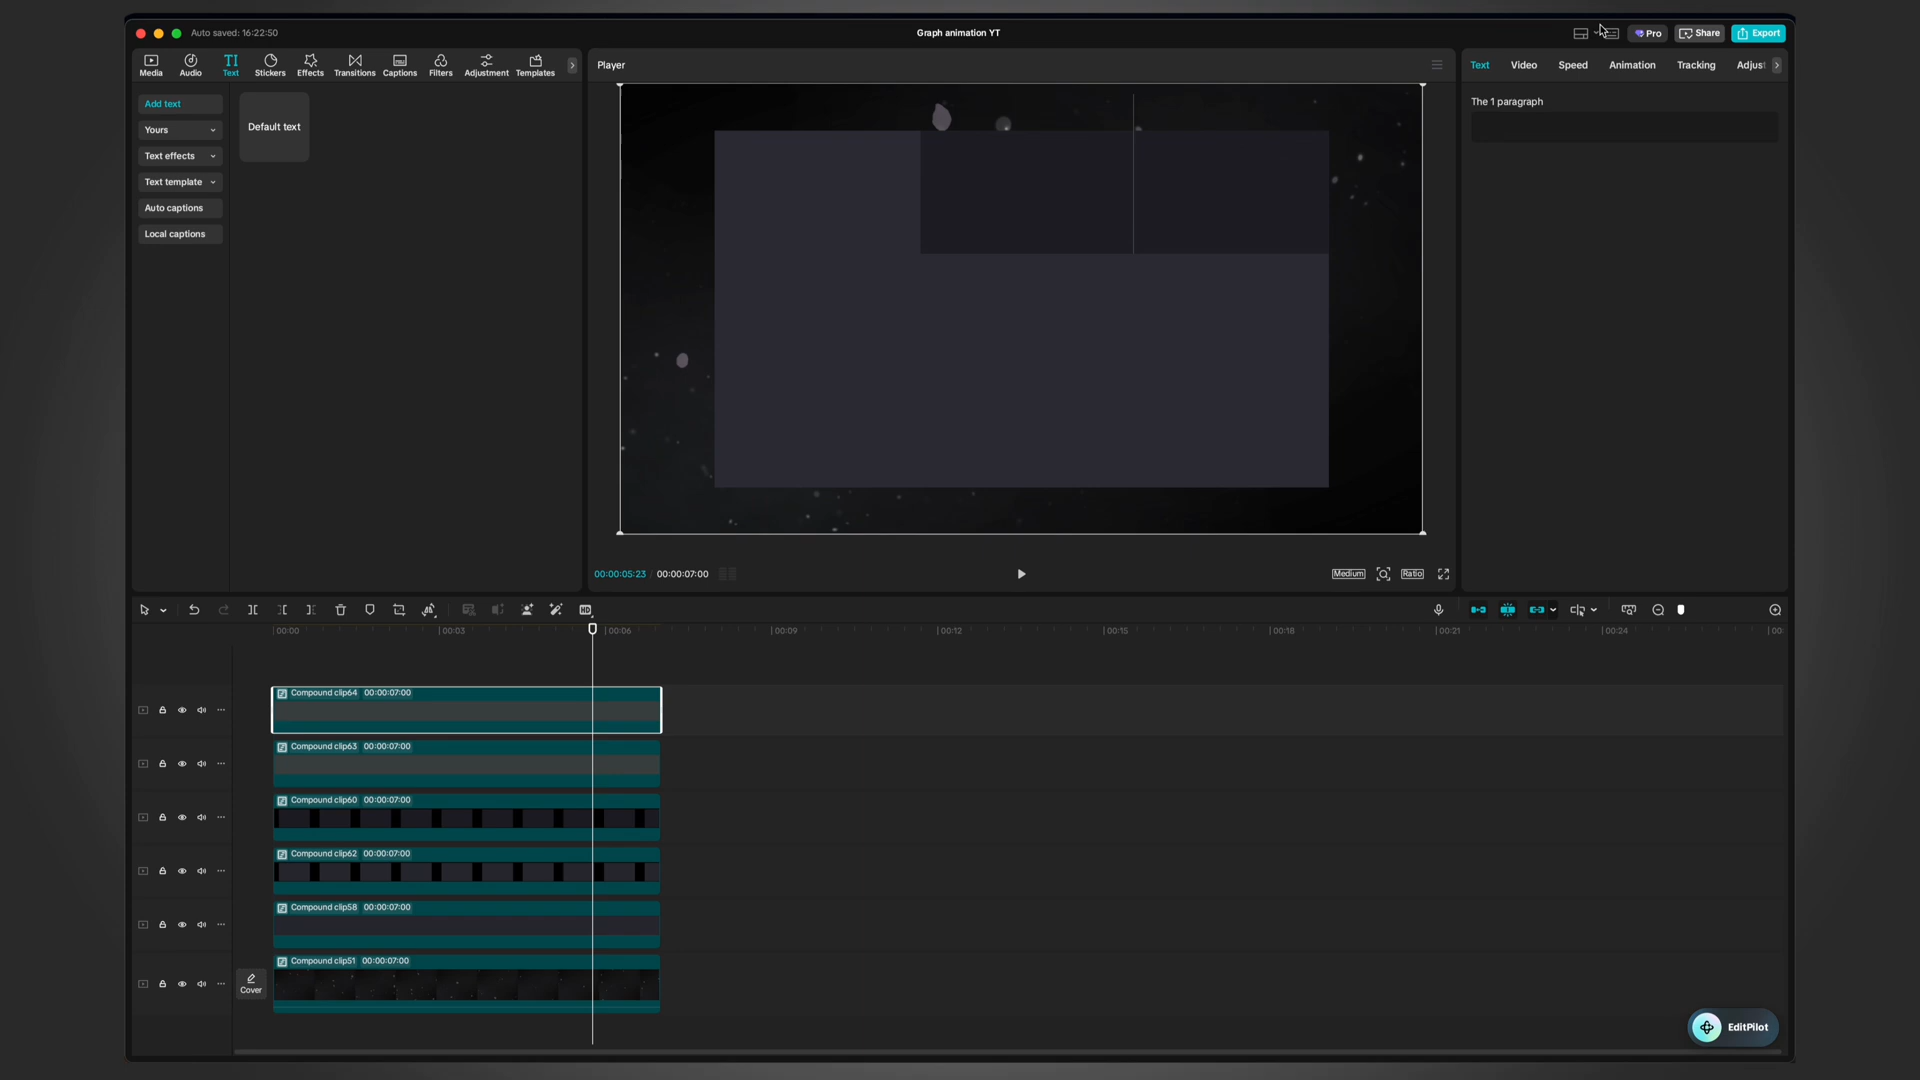 Auto saved: 16:22:50
Graph animation YT
Pro
Share
Export
Media
Audio
TI
Text
Stickers
Effects
Transitions
Captions
Filters
Adjustment
Templates
Player
Text
Video
Speed
Animation
Tracking
Adjust
Add text
Yours
Text effects
Text template
Auto captions
Local captions
Default text
The 1 paragraph
00:00:05:23 / 00:00:07:00
Medium
Ratio
HD
00:00
00:03
00:06
00:09
00:12
00:15
00:18
00:21
00:24
00:
Compound clip64 00:00:07:00
Compound clip63 00:00:07:00
Compound clip60 00:00:07:00
Compound clip62 00:00:07:00
Compound clip58 00:00:07:00
Compound clip51 00:00:07:00
Cover
EditPilot